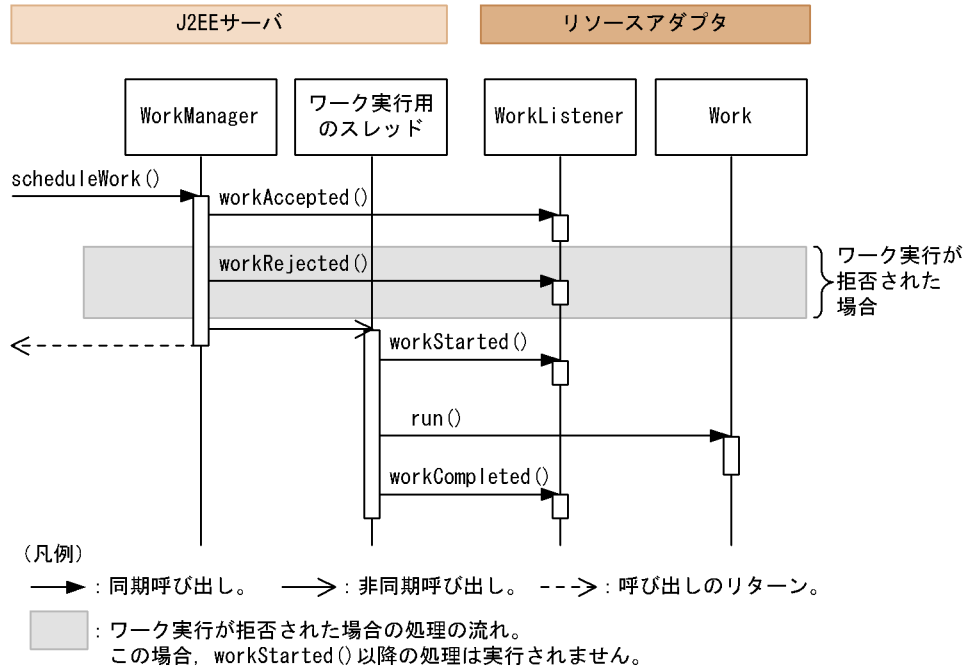 J2EEサーバ
リソースアダプタ
WorkManager
ワーク実行用
のスレッド
WorkListener
Work
scheduleWork()
workAccepted()
workRejected()
ワーク実行が
拒否された
場合
workStarted()
run()
workCompleted()
(凡例)
:同期呼び出し。 :非同期呼び出し。 :呼び出しのリターン。
:ワーク実行が拒否された場合の処理の流れ。
この場合,workStarted()以降の処理は実行されません。